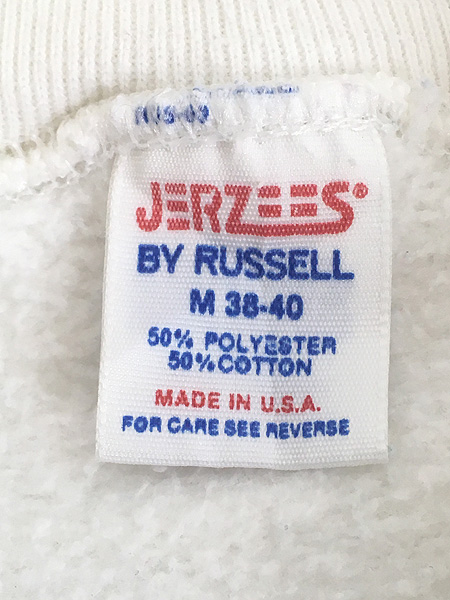 JERZEES®
BY RUSSELL
M 38-40
50% POLYESTER
50% COTTON
MADE IN U.S.A.
FOR CARE SEE REVERSE